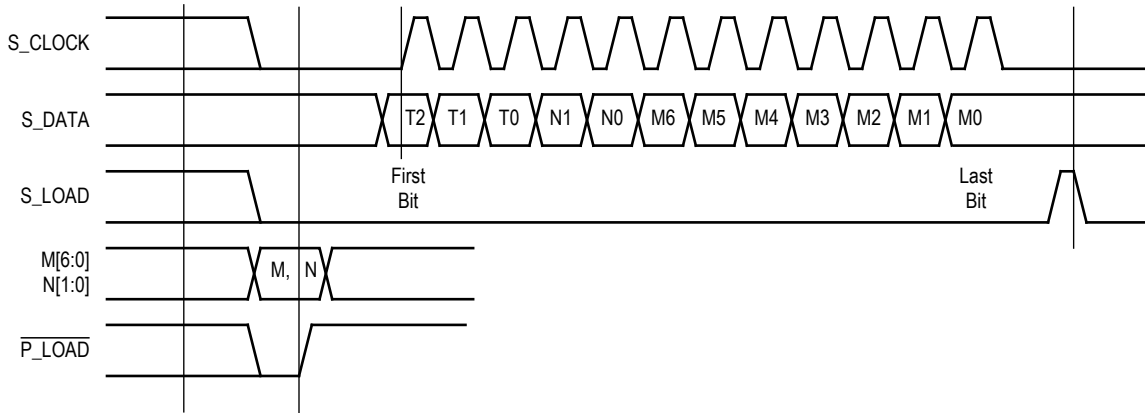 S_CLOCK
S_DATA
T2 T1 T0 N1 N0 M6 M5 M4 M3 M2 M1 M0
S_LOAD
First
Bit
Last
Bit
M[6:0]
N[1:0]
M, N
P_LOAD